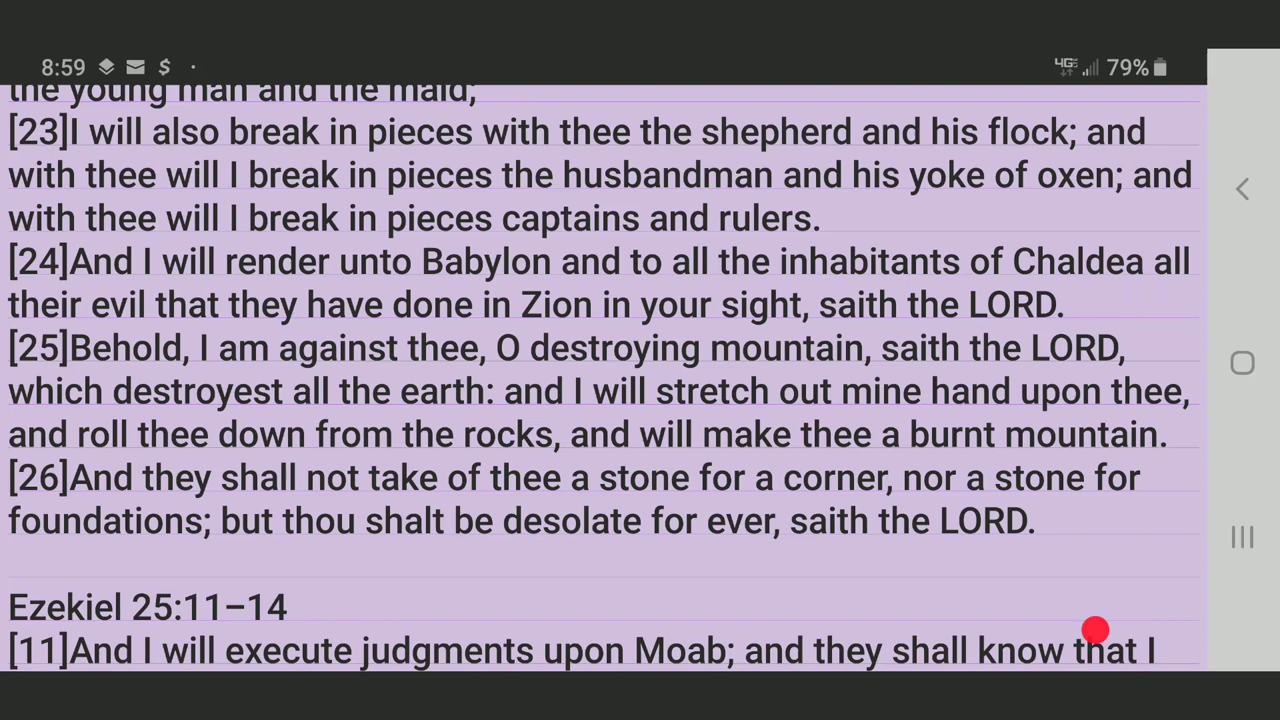 8:59 $ 4G 79%
the young man and the maid;
[23]I will also break in pieces with thee the shepherd and his flock; and
with thee will I break in pieces the husbandman and his yoke of oxen; and
with thee will I break in pieces captains and rulers.
[24]And I will render unto Babylon and to all the inhabitants of Chaldea all
their evil that they have done in Zion in your sight, saith the LORD.
[25]Behold, I am against thee, O destroying mountain, saith the LORD,
which destroyest all the earth: and I will stretch out mine hand upon thee,
and roll thee down from the rocks, and will make thee a burnt mountain.
[26]And they shall not take of thee a stone for a corner, nor a stone for
foundations; but thou shalt be desolate for ever, saith the LORD.
Ezekiel 25:11–14
[11]And I will execute judgments upon Moab; and they shall know that I